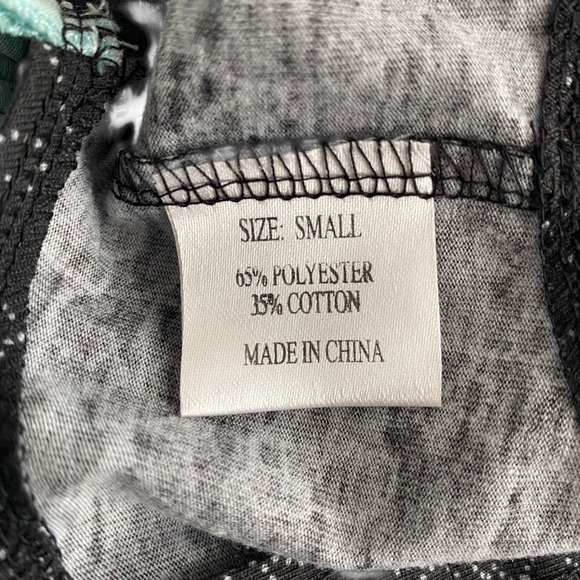 SIZE: SMALL
65% POLYESTER
35% COTTON
MADE IN CHINA